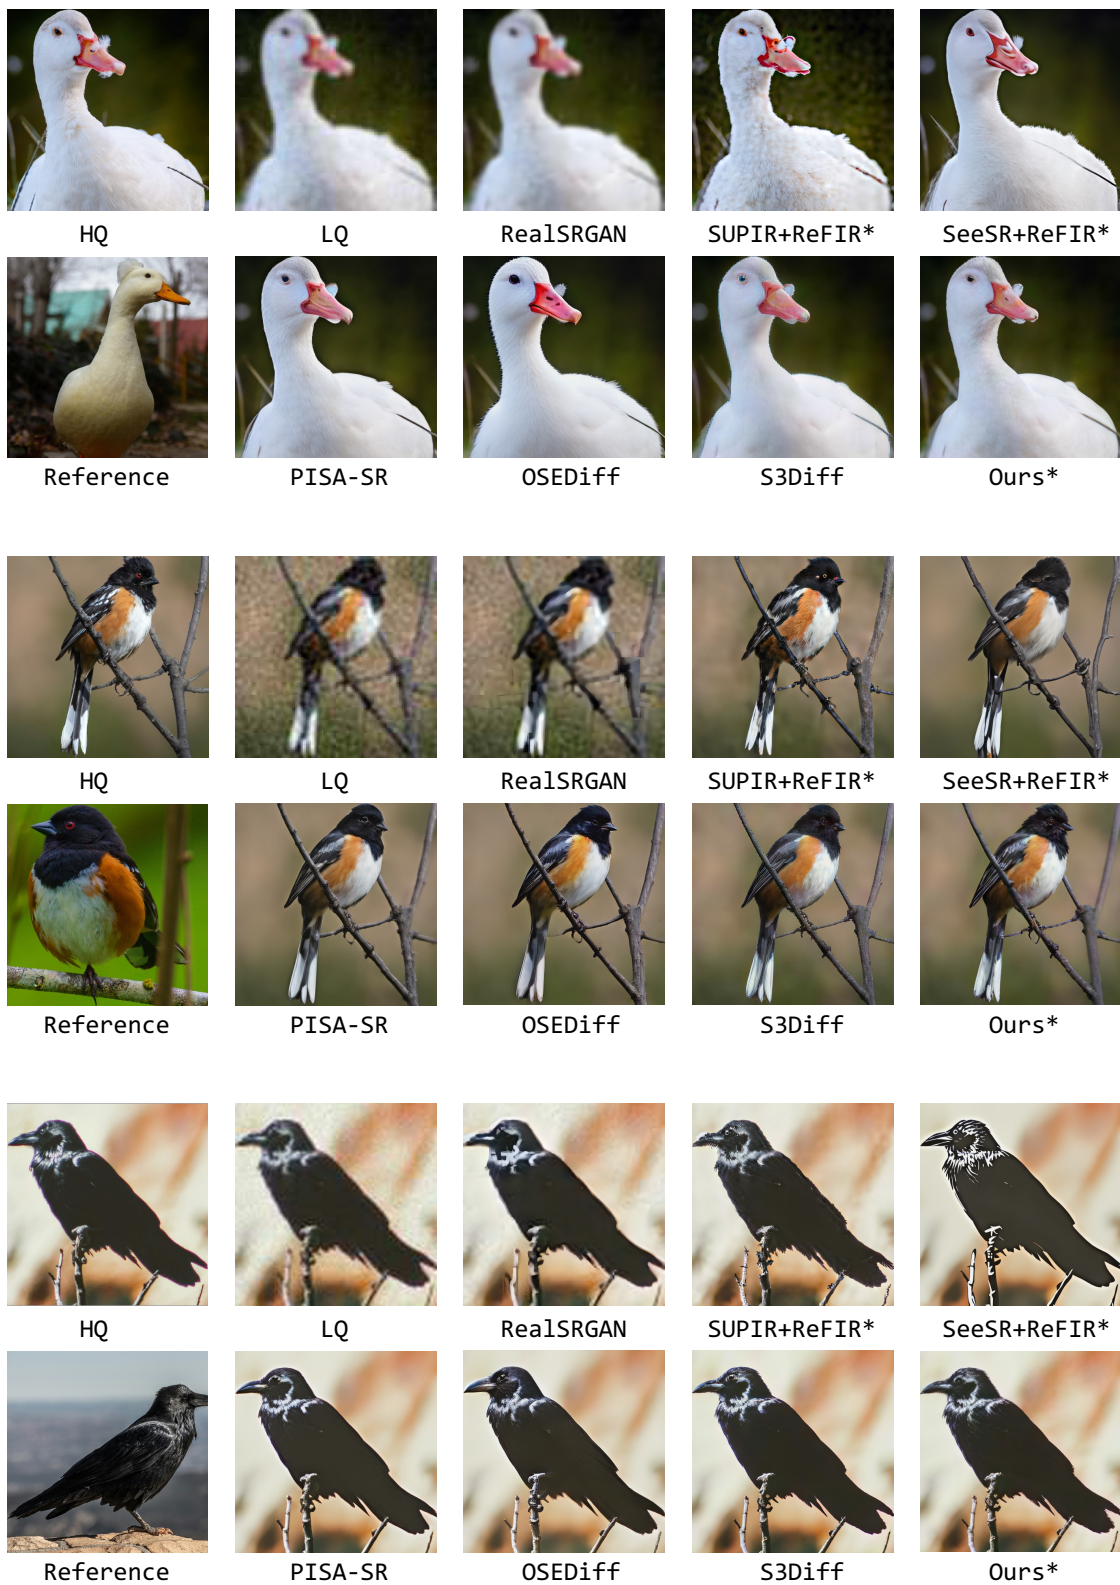 HQ LQ RealSRGAN SUPIR+ReFIR* SeeSR+ReFIR*
Reference PISA-SR OSEDiff S3Diff Ours*
HQ LQ RealSRGAN SUPIR+ReFIR* SeeSR+ReFIR*
Reference PISA-SR OSEDiff S3Diff Ours*
HQ LQ RealSRGAN SUPIR+ReFIR* SeeSR+ReFIR*
Reference PISA-SR OSEDiff S3Diff Ours*